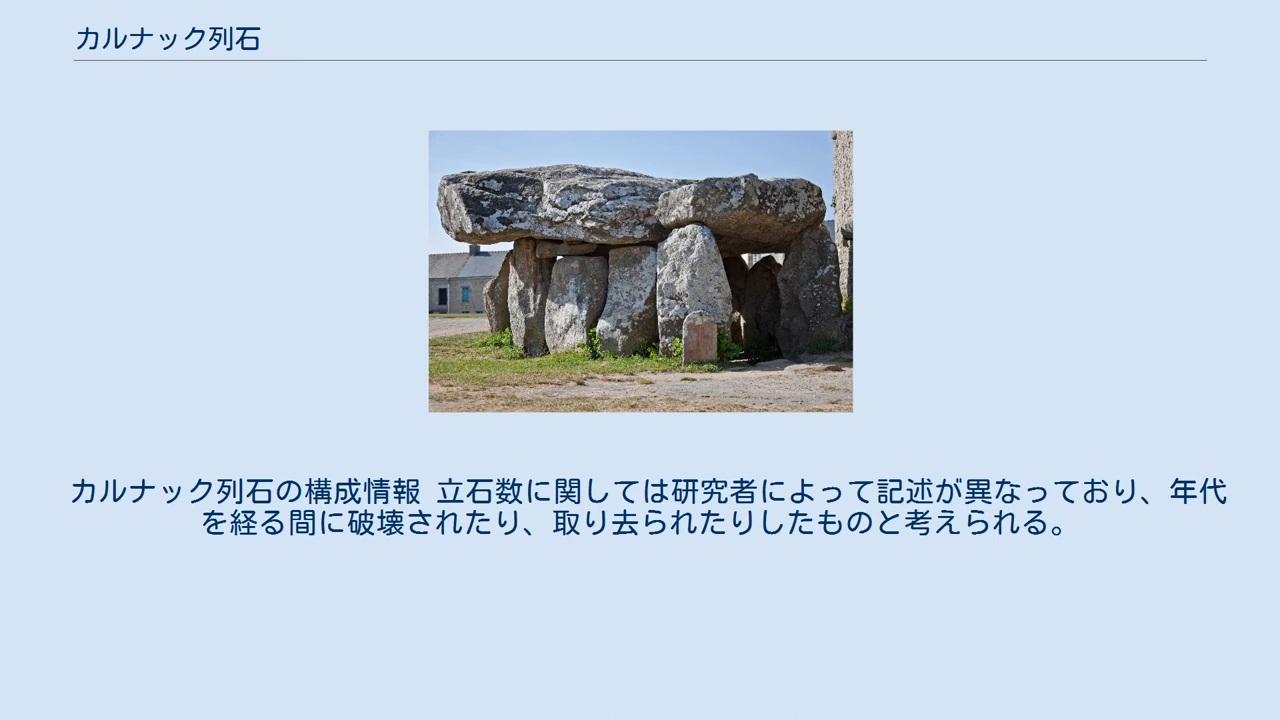 カルナック列石
カルナック列石の構成情報 立石数に関しては研究者によって記述が異なっており、年代
を経る間に破壊されたり、取り去られたりしたものと考えられる。